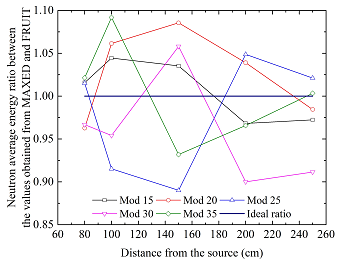 Neutron average energy ratio between
the values obtained from MAXED and FRUIT
1.10
1.05
1.00
0.95
0.90
0.85
Mod 15 Mod 20 Mod 25
Mod 30 Mod 35 Ideal ratio
60 80 100 120 140 160 180 200 220 240 260
Distance from the source (cm)